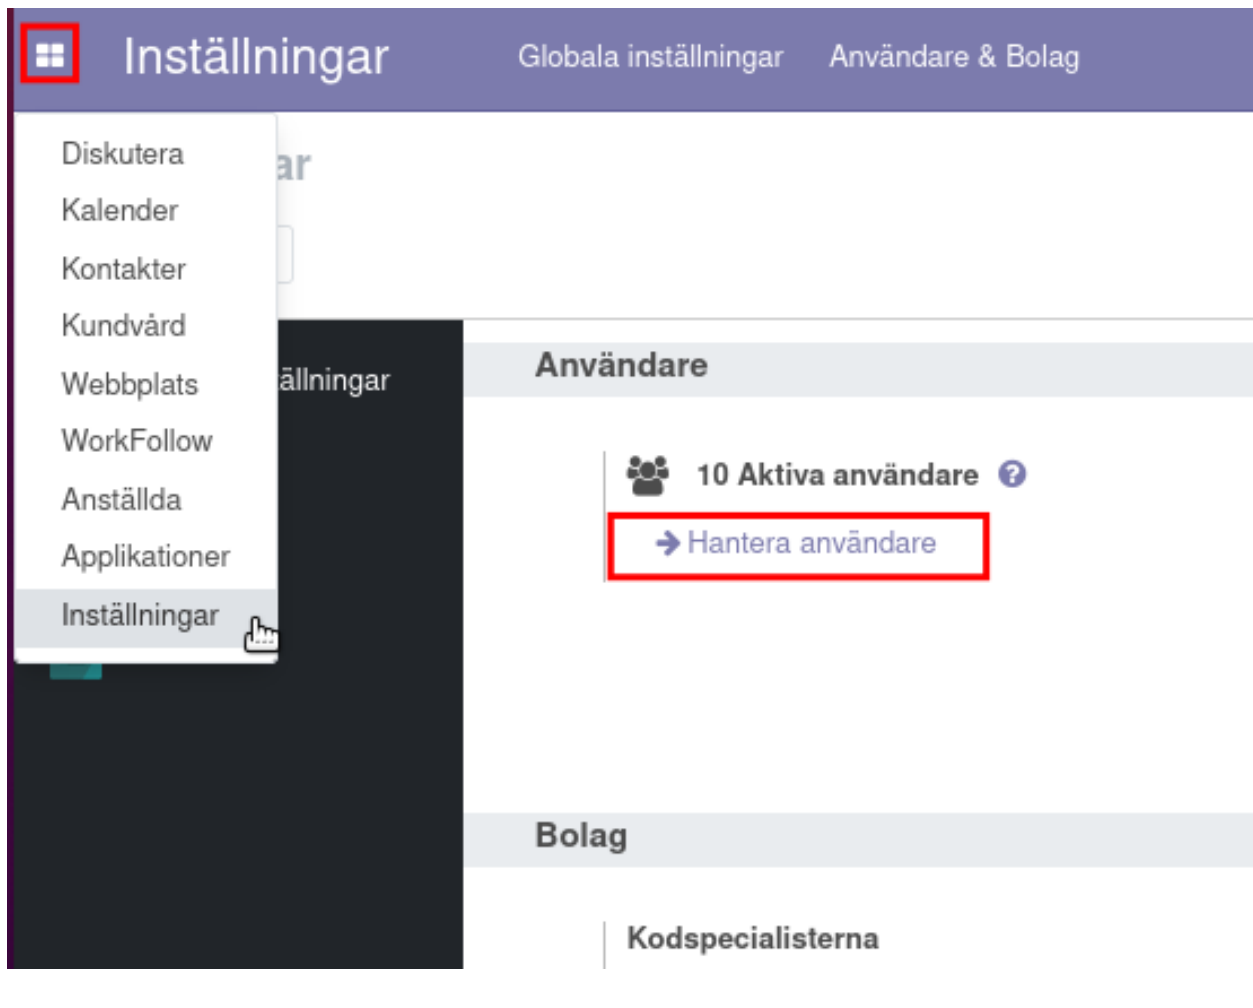 Inställningar
Globala inställningar
Användare & Bolag
Diskutera
Kalender
Kontakter
Kundvård
Webbplats
WorkFollow
Anställda
Applikationer
Inställningar
ar
ällningar
Användare
10 Aktiva användare
Hantera användare
Bolag
Kodspecialisterna